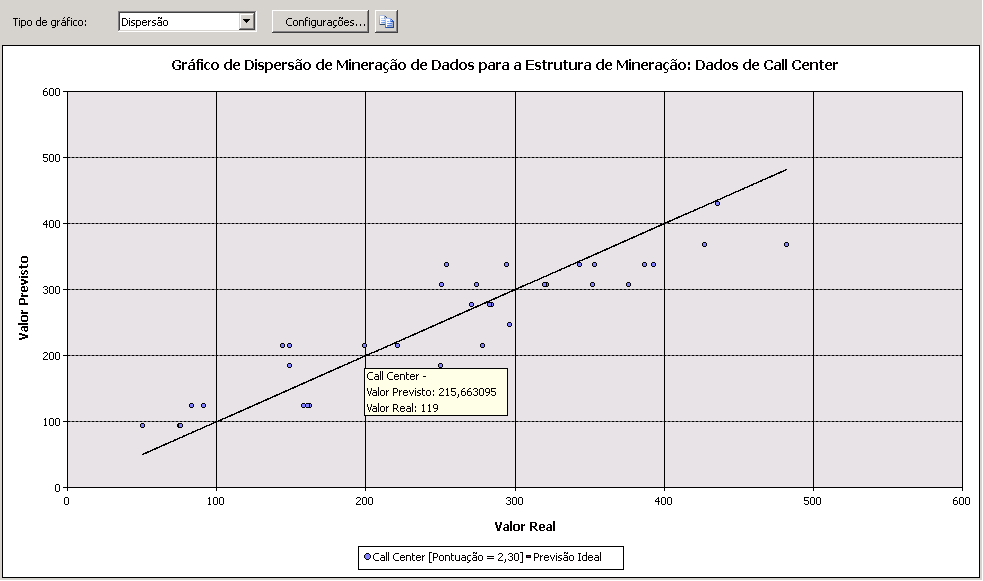 Tipo de gráfico:
Dispersão
Configurações...
Gráfico de Dispersão de Mineração de Dados para a Estrutura de Mineração: Dados de Call Center
Valor Previsto
600
500
400
300
200
100
0
Call Center -
Valor Previsto: 215,663095
Valor Real: 119
0 100 200 300 400 500 600
Valor Real
Call Center [Pontuação = 2,30] Previsão Ideal